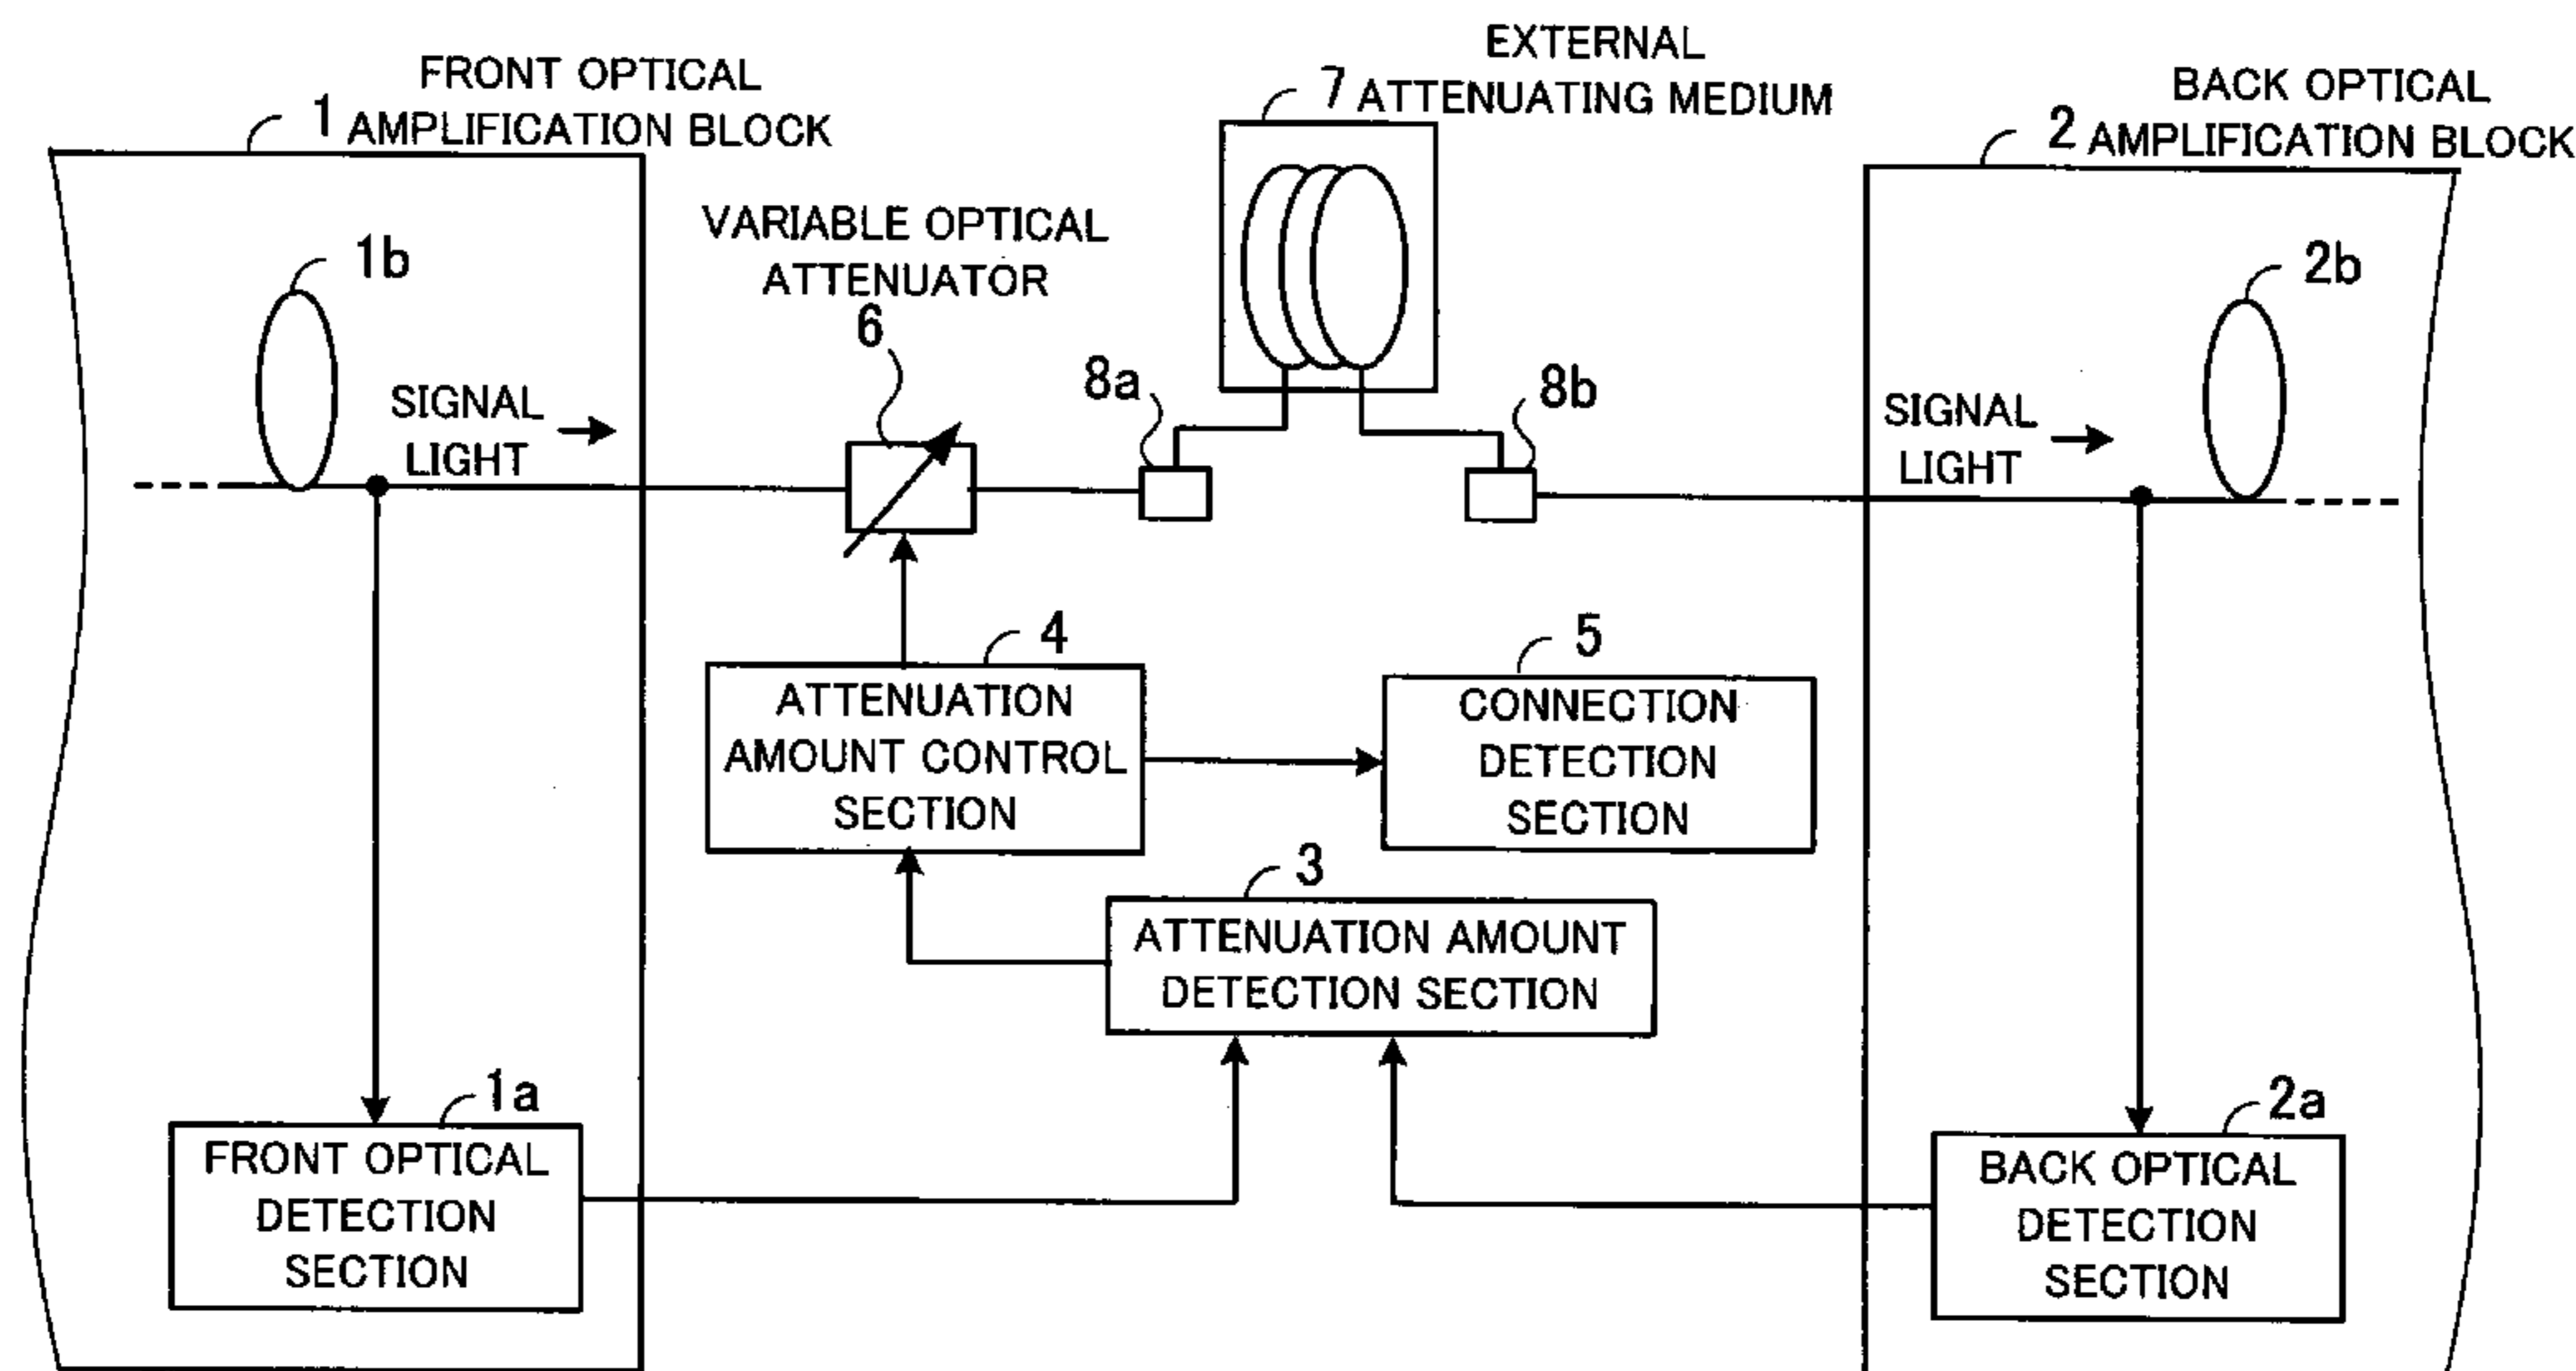 FRONT OPTICAL
1 AMPLIFICATION BLOCK
EXTERNAL
7 ATTENUATING MEDIUM
BACK OPTICAL
2 AMPLIFICATION BLOCK
VARIABLE OPTICAL
ATTENUATOR
6
1b
2b
8a
8b
SIGNAL
LIGHT
SIGNAL
LIGHT
4
ATTENUATION
AMOUNT CONTROL
SECTION
5
CONNECTION
DETECTION
SECTION
3
ATTENUATION AMOUNT
DETECTION SECTION
1a
FRONT OPTICAL
DETECTION
SECTION
2a
BACK OPTICAL
DETECTION
SECTION